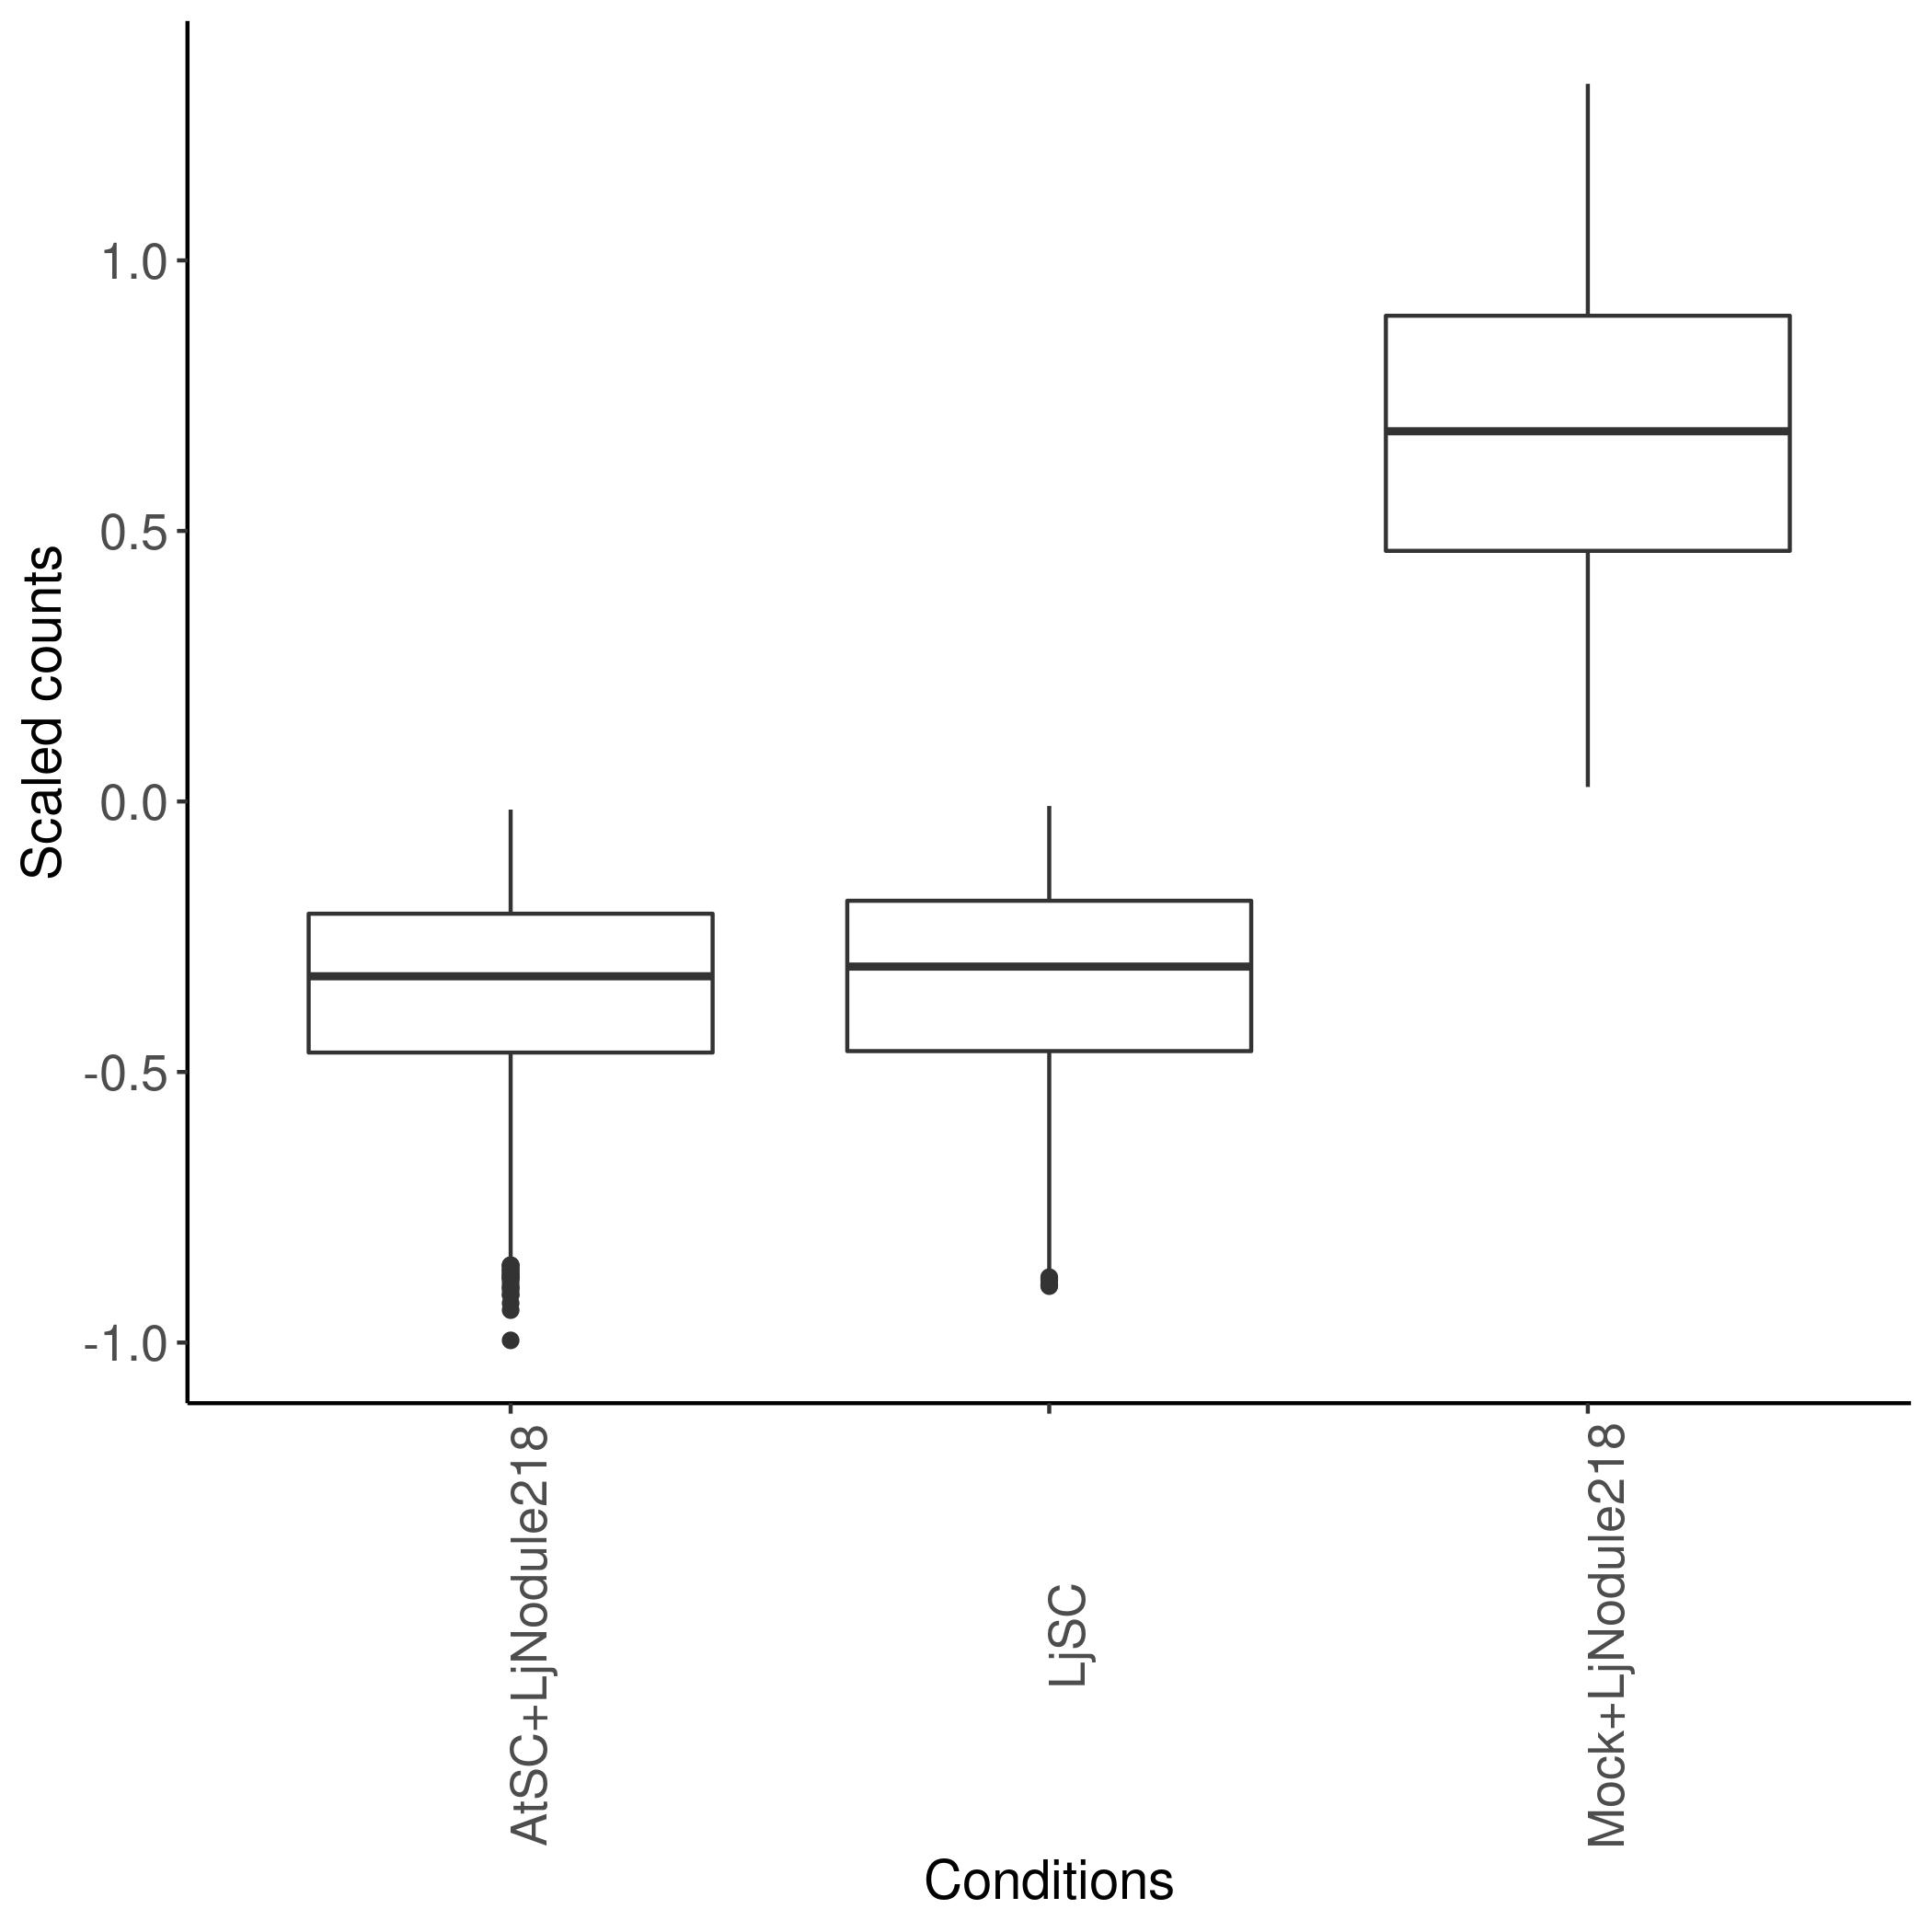 Scaled counts
1.0
0.5
0.0
-0.5
-1.0
AtSC+LjNodule218
LjSC
Mock+LjNodule218
Conditions